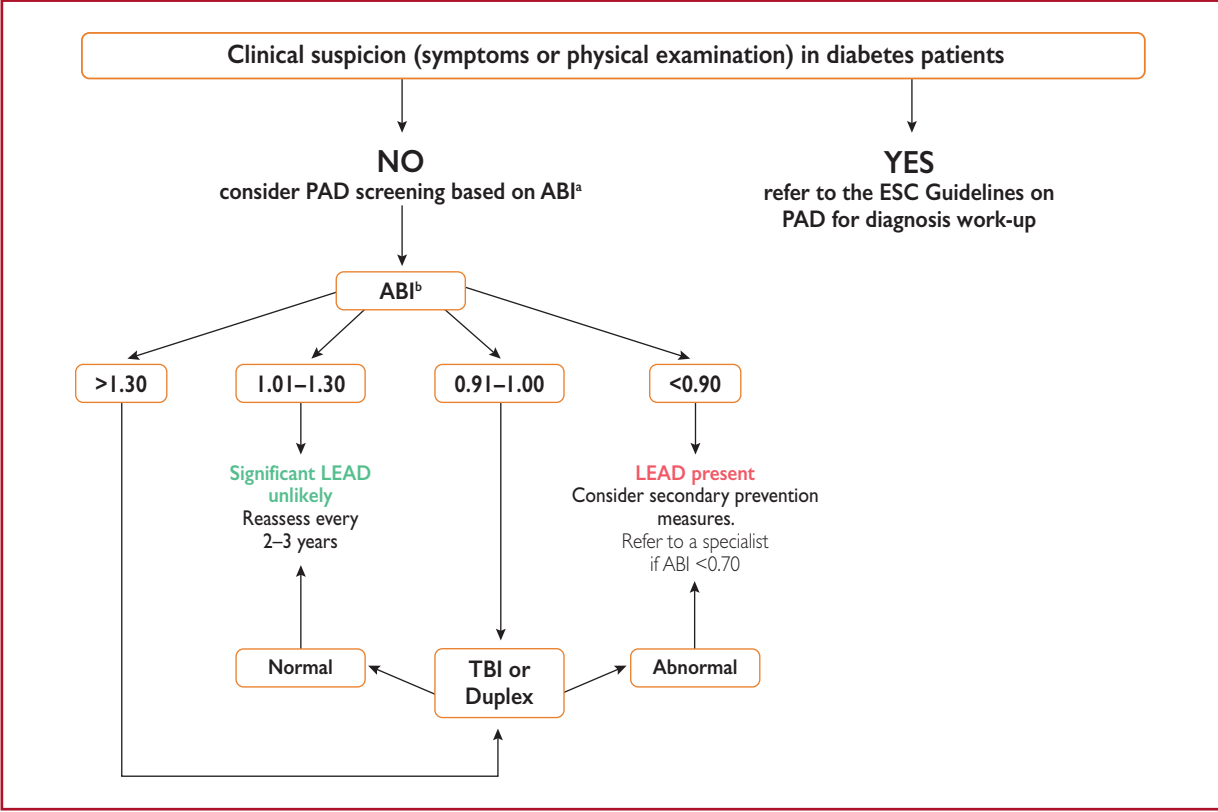 Clinical suspicion (symptoms or physical examination) in diabetes patients
NO
consider PAD screening based on ABIᵃ
YES
refer to the ESC Guidelines on
PAD for diagnosis work-up
ABIᵇ
>1.30
1.01–1.30
0.91–1.00
<0.90
Significant LEAD
unlikely
Reassess every
2–3 years
LEAD present
Consider secondary prevention
measures.
Refer to a specialist
if ABI <0.70
Normal
TBI or
Duplex
Abnormal